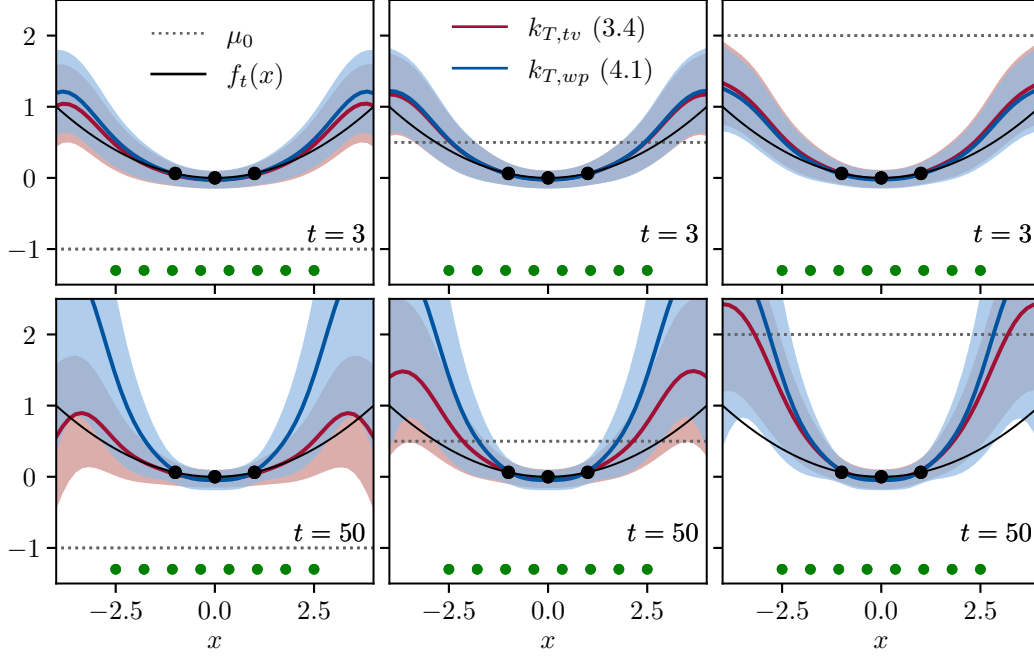 μ₀
f_t(x)
k_{T,tv} (3.4)
k_{T,wp} (4.1)
2
1
0
−1
t = 3
t = 3
t = 3
2
1
0
−1
t = 50
t = 50
t = 50
−2.5 0.0 2.5
−2.5 0.0 2.5
−2.5 0.0 2.5
x
x
x